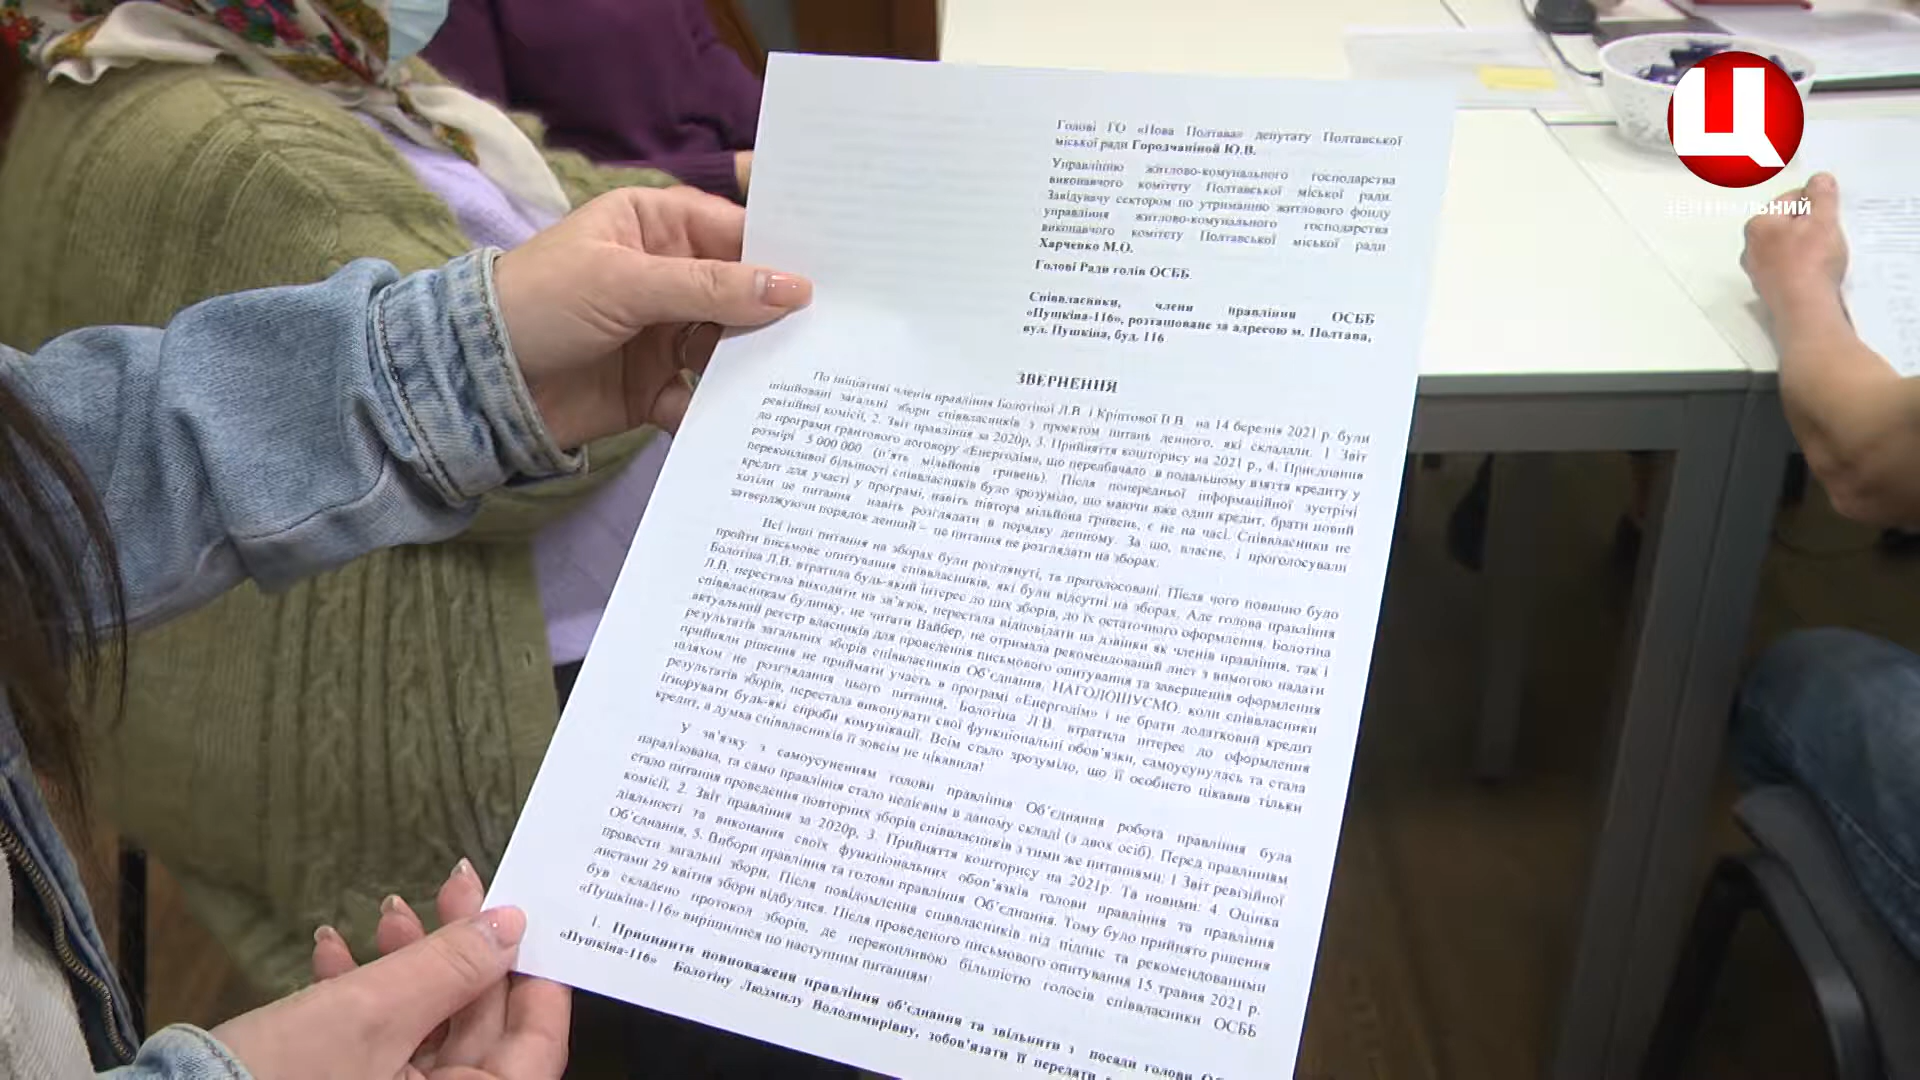 Ц
ЦЕНТРАЛЬНИЙ
Голові ГО «Нова Полтава» депутату Полтавської
міської ради Городчаніной Ю.В.
Управлінню житлово-комунального господарства
виконавчого комітету Полтавської міської ради.
Завідувачу сектором по утриманню житлового фонду
управління житлово-комунального господарства
виконавчого комітету Полтавської міської ради
Харченко М.О.
Голові Ради голів ОСББ
Співвласники, члени правління ОСББ
«Пушкіна-116», розташоване за адресою м. Полтава,
вул. Пушкіна, буд. 116
ЗВЕРНЕННЯ
По ініціативі членів правління Болотіної Л.В. і Кріптової В. на 14 березня 2021 р. були
ініційовані загальні збори співвласників з проектом питань денного, які складали. 1 Звіт
ревізійної комісії, 2. Звіт правління за 2020р, 3. Прийняття кошторису на 2021 р., 4. Приєднання
до програми грантового договору «Енергодім», що передбачало в подальшому взяття кредиту у
розмірі 5 000 000 (п'ять мільйонів гривень). Після попередньої інформаційної зустрічі
переконливої більшості співвласників було зрозуміло, що маючи вже один кредит, брати новий
кредит для участі у програмі, навіть півтора мільйона гривень, є не на часі. Співвласники не
хотіли це питання навіть розглядати в порядку денному. За що, власне, і проголосували
затверджуючи порядок денний – це питання не розглядати на зборах.
Всі інші питання на зборах були розглянуті, та проголосовані. Після чого повинно було
пройти письмове опитування співвласників, які були відсутні на зборах. Але голова правління
Болотіна Л.В. втратила будь-який інтерес до цих зборів, до їх остаточного оформлення. Болотіна
Л.В. перестала виходити на зв'язок, перестала відповідати на дзвінки як членів правління, так і
співвласникам будинку, не читати Вайбер, не отримала рекомендований лист з вимогою надати
актуальний реєстр власників для проведення письмового опитування та завершення оформлення
результатів загальних зборів співвласників Об'єднання. НАГОЛОШУЄМО, коли співвласники
прийняли рішення не приймати участь в програмі «Енергодім» і не брати додатковий кредит
шляхом не розглядання цього питання, Болотіна Л.В. втратила інтерес до оформлення
результатів зборів, перестала виконувати свої функціональні обов'язки, самоусунулась та стала
ігнорувати будь-які спроби комунікації. Всім стало зрозуміло, що її особисто цікавив тільки
кредит, а думка співвласників її зовсім не цікавила!
У зв'язку з самоусуненням голови правління Об'єднання робота правління була
паралізована, та само правління стало недієвим в даному складі (з двох осіб). Перед правлінням
стало питання проведення повторних зборів співвласників з тими же питаннями: 1 Звіт ревізійної
комісії, 2. Звіт правління за 2020р, 3. Прийняття кошторису на 2021р. Та новими: 4. Оцінка
діяльності та виконання своїх функціональних обов'язків голови правління та правління
Об'єднання, 5. Вибори правління та голови правління Об'єднання. Тому було прийнято рішення
провести загальні збори. Після повідомлення співвласників під підпис та рекомендованими
листами 29 квітня збори відбулися. Після проведеного письмового опитування 15 травня 2021 р.
був складено протокол зборів, де переконливою більшістю голосів співвласники ОСББ
«Пушкіна-116» вирішилися по наступним питанням:
1. Припинити повноважени правління об'єднання та звільнити з посади голови
«Пушкіна-116» Болотіну Людмилу Володимирівну, зобов'язати її передати